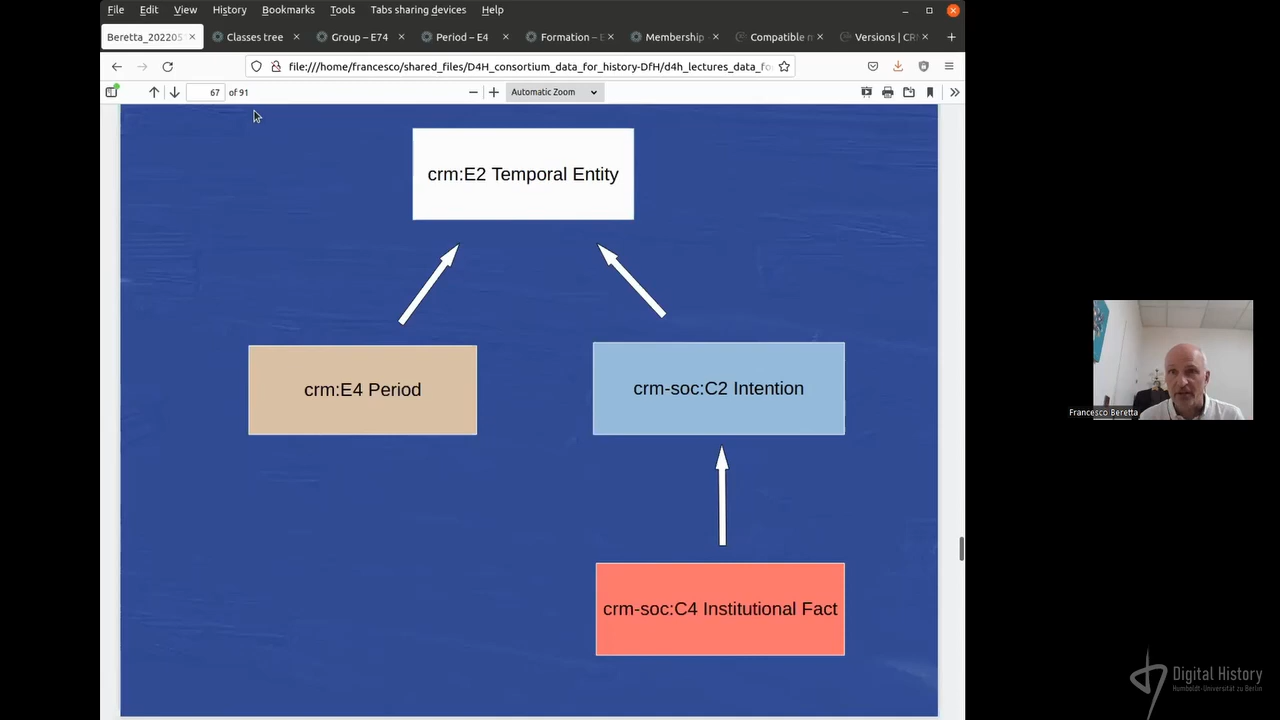 File Edit View History Bookmarks Tools Tabs sharing devices Help
Beretta_202205
Classes tree
Group – E74
Period – E4
Formation –
Membership
Compatible m
Versions | CR
file:///home/francesco/shared_files/D4H_consortium_data_for_history-DfH/d4h_lectures_data_fo
67 of 91
Automatic Zoom
crm:E2 Temporal Entity
crm:E4 Period
crm-soc:C2 Intention
crm-soc:C4 Institutional Fact
Francesco Beretta
Digital History
Humboldt-Universität zu Berlin